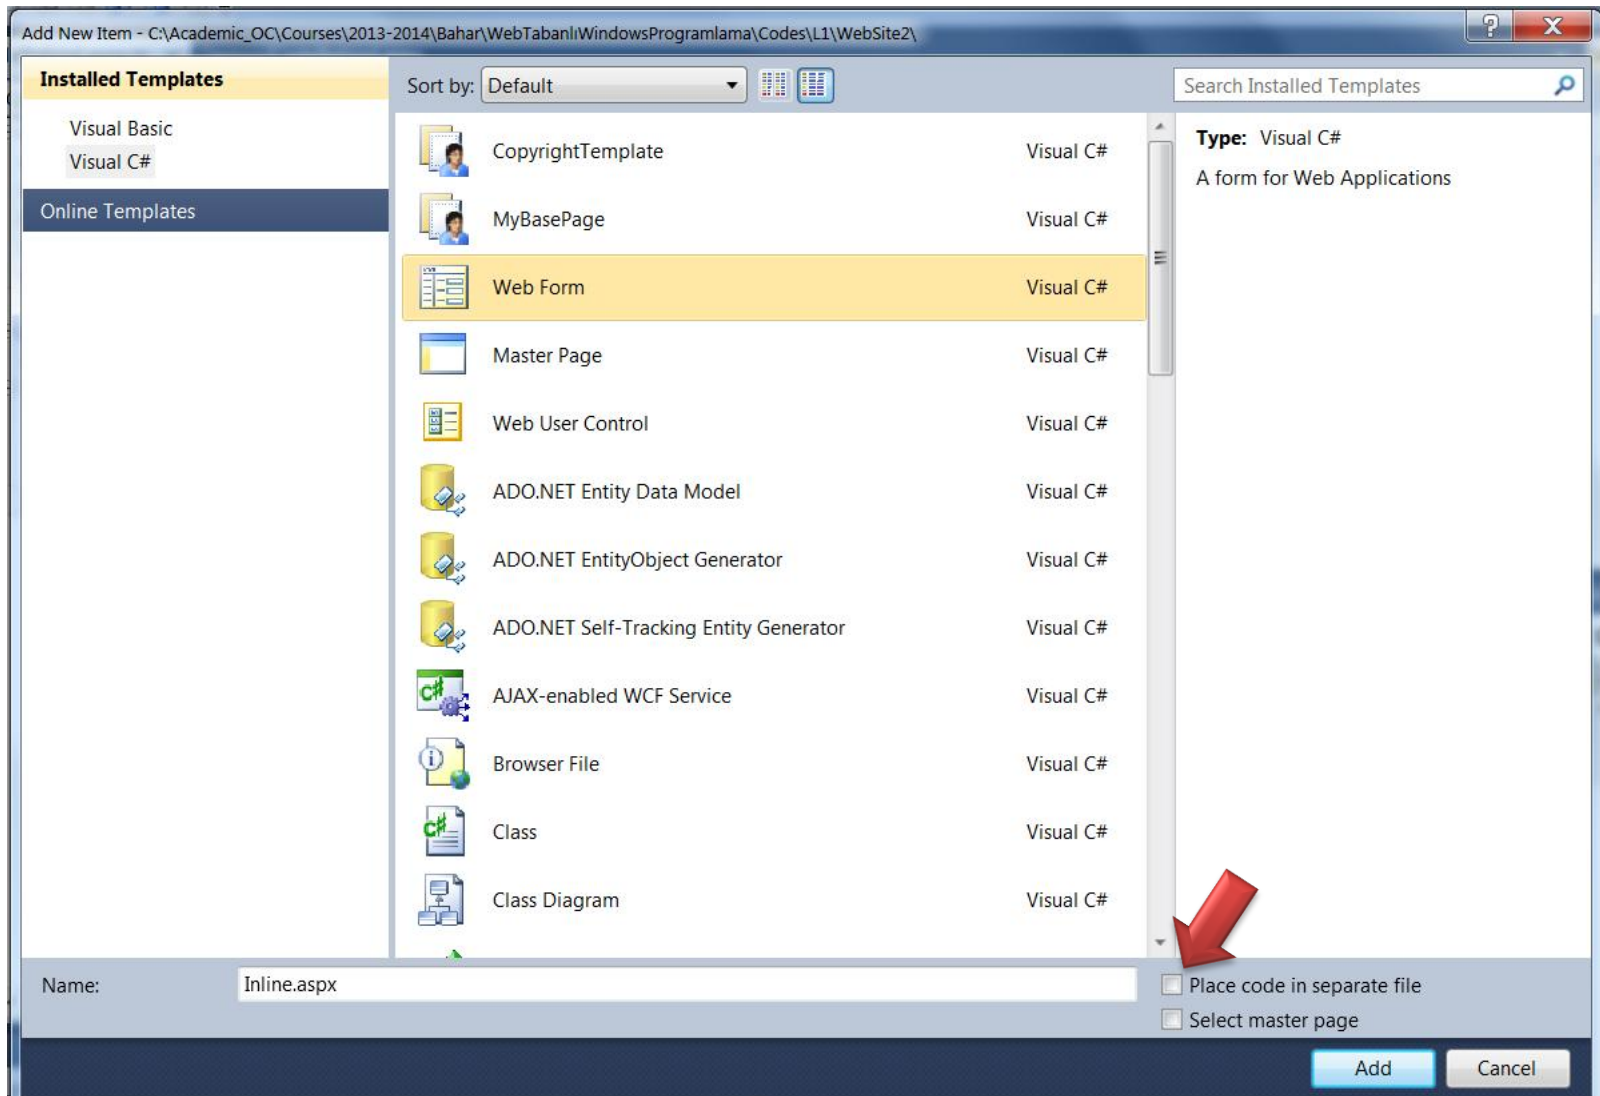 Add New Item - C:\Academic_OC\Courses\2013-2014\Bahar\WebTabanlıWindowsProgramlama\Codes\L1\WebSite2\
Installed Templates
Visual Basic
Visual C#
Online Templates
Sort by: Default
Search Installed Templates
CopyrightTemplate Visual C#
MyBasePage Visual C#
Web Form Visual C#
Master Page Visual C#
Web User Control Visual C#
ADO.NET Entity Data Model Visual C#
ADO.NET EntityObject Generator Visual C#
ADO.NET Self-Tracking Entity Generator Visual C#
AJAX-enabled WCF Service Visual C#
Browser File Visual C#
Class Visual C#
Class Diagram Visual C#
Type: Visual C#
A form for Web Applications
Name: Inline.aspx
Place code in separate file
Select master page
Add Cancel